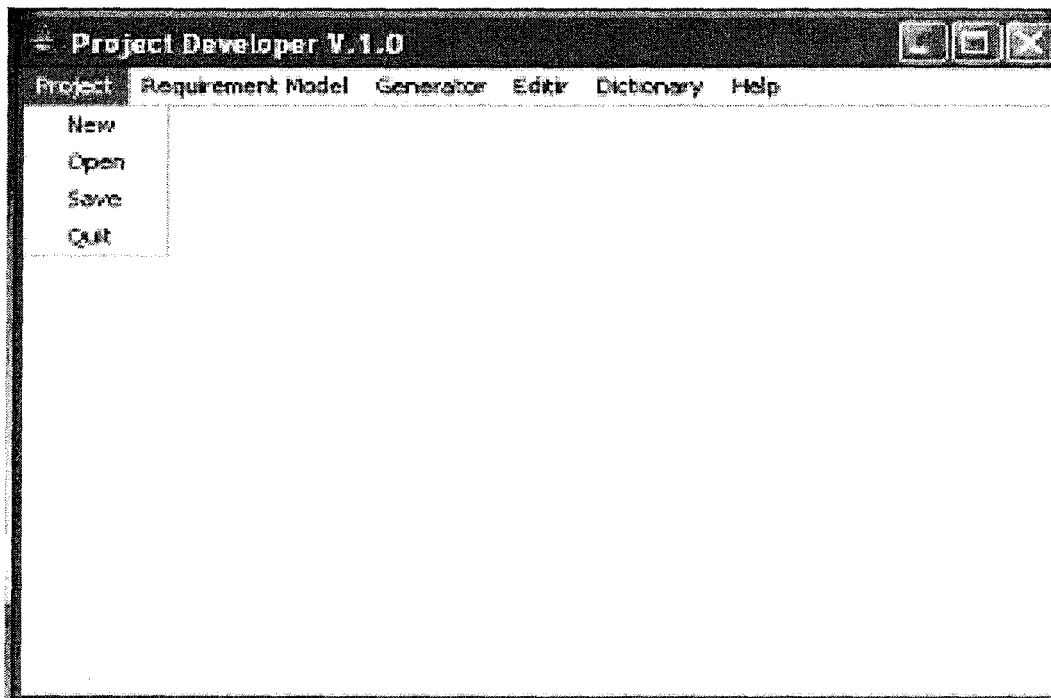 Project Developer V.1.0
Project Requirement Model Generator Editir Dictionary Help
New
Open
Save
Quit